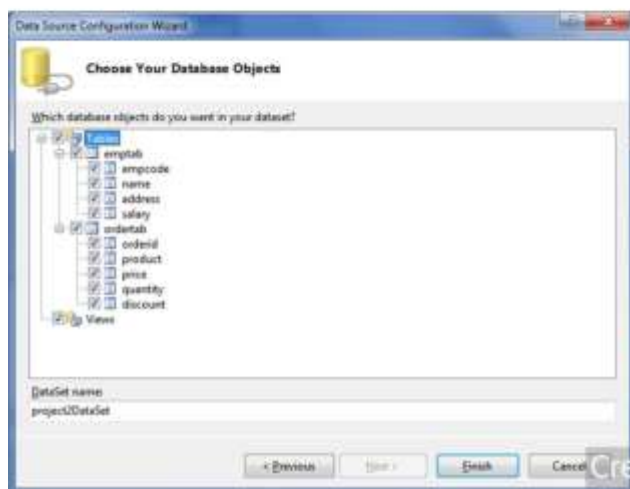 Data Source Configuration Wizard
Choose Your Database Objects
Which database objects do you want in your dataset?
Tables
emptab
empcode
name
address
salary
ordertab
orderid
product
price
quantity
discount
Views
DataSet name:
project2DataSet
< Previous
Next >
Finish
Cancel
Cre